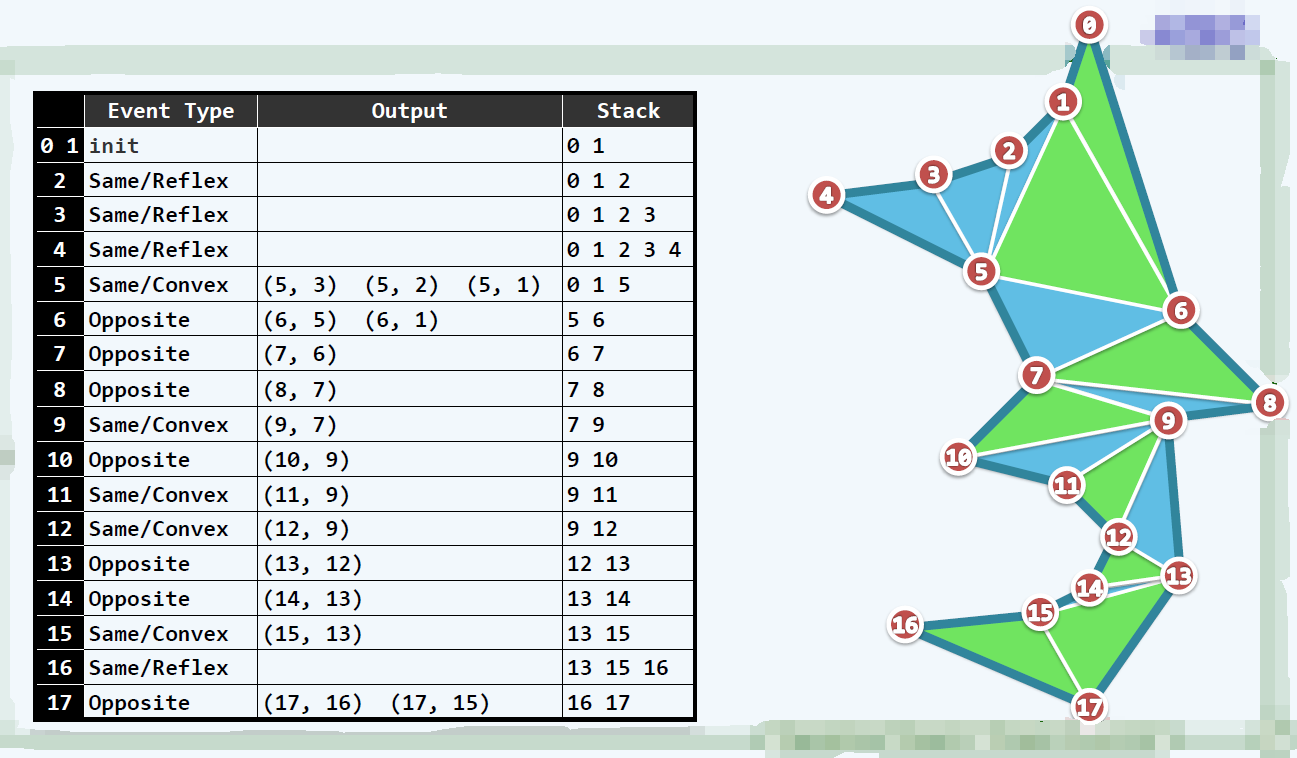 Event Type Output Stack
0 1 init 0 1
2 Same/Reflex 0 1 2
3 Same/Reflex 0 1 2 3
4 Same/Reflex 0 1 2 3 4
5 Same/Convex (5, 3) (5, 2) (5, 1) 0 1 5
6 Opposite (6, 5) (6, 1) 5 6
7 Opposite (7, 6) 6 7
8 Opposite (8, 7) 7 8
9 Same/Convex (9, 7) 7 9
10 Opposite (10, 9) 9 10
11 Same/Convex (11, 9) 9 11
12 Same/Convex (12, 9) 9 12
13 Opposite (13, 12) 12 13
14 Opposite (14, 13) 13 14
15 Same/Convex (15, 13) 13 15
16 Same/Reflex 13 15 16
17 Opposite (17, 16) (17, 15) 16 17
0
1
2
3
4
5
6
7
8
9
10
11
12
13
14
15
16
17